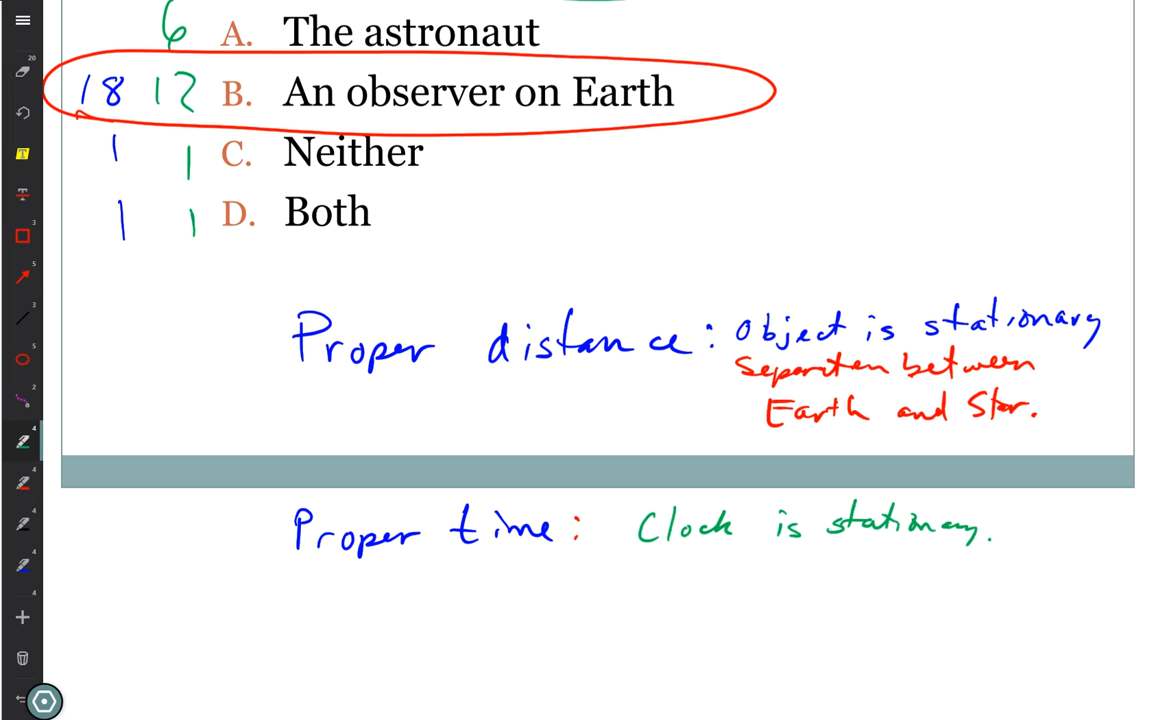 6 A. The astronaut
18 12 B. An observer on Earth
1 1 C. Neither
1 1 D. Both
Proper distance: object is stationary
Separation between
Earth and Star.
Proper time: Clock is stationary.